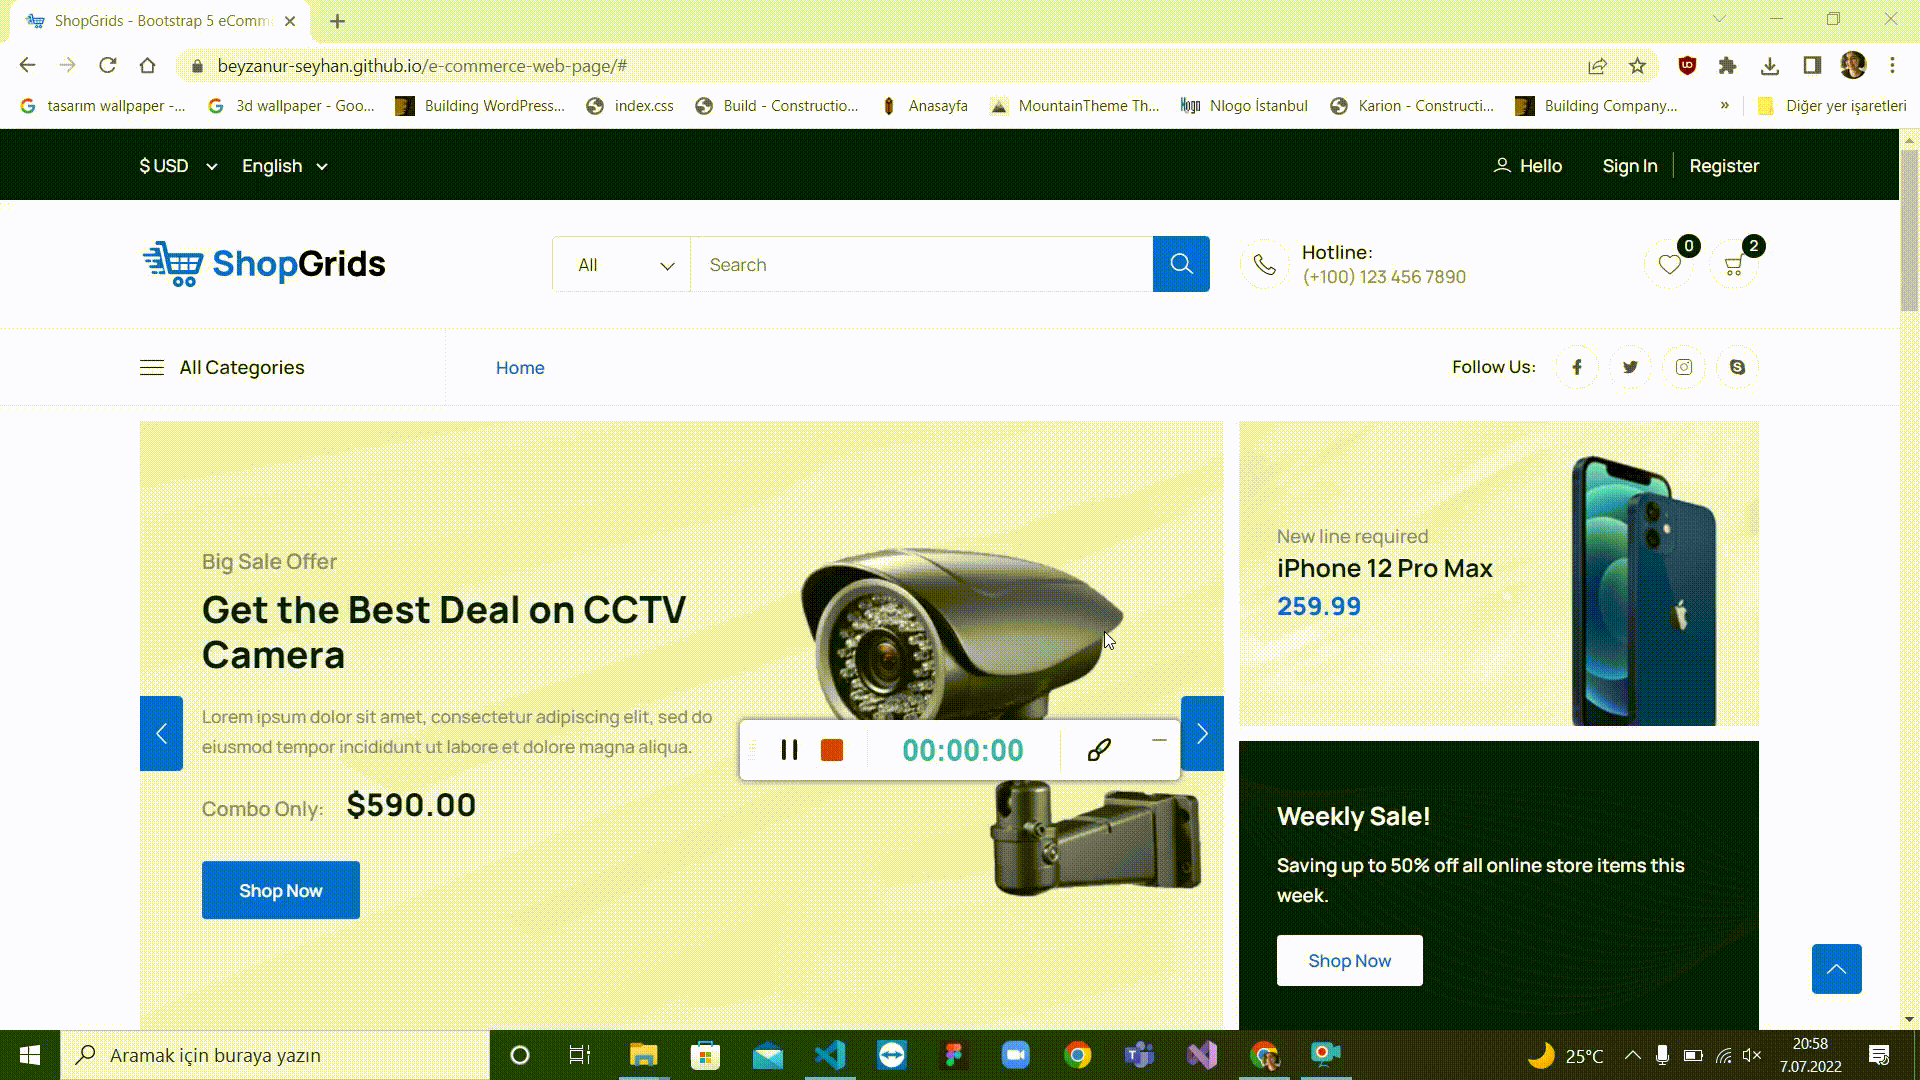 ShopGrids - Bootstrap 5 eComm
beyzanur-seyhan.github.io/e-commerce-web-page/#
tasarım wallpaper -...
3d wallpaper - Goo...
Building WordPress...
index.css
Build - Constructio...
Anasayfa
MountainTheme Th...
Nlogo İstanbul
Karion - Constructi...
Building Company...
»
Diğer yer işaretleri
$ USD
English
Hello
Sign In
Register
ShopGrids
All
Search
Hotline:
(+100) 123 456 7890
0
2
All Categories
Home
Follow Us:
Big Sale Offer
Get the Best Deal on CCTV
Camera
Lorem ipsum dolor sit amet, consectetur adipiscing elit, sed do
eiusmod tempor incididunt ut labore et dolore magna aliqua.
Combo Only: $590.00
Shop Now
00:00:00
New line required
iPhone 12 Pro Max
259.99
Weekly Sale!
Saving up to 50% off all online store items this
week.
Shop Now
Aramak için buraya yazın
25°C
20:58
7.07.2022